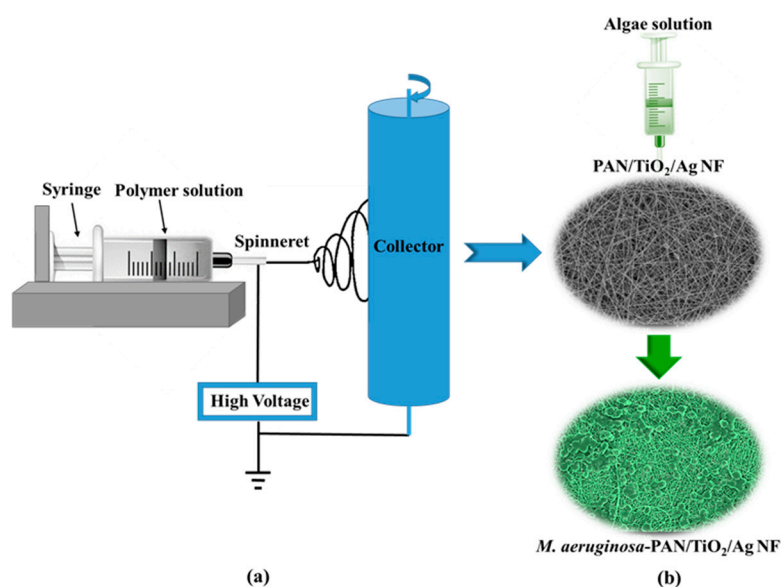 Algae solution
PAN/TiO₂/Ag NF
Syringe
Polymer solution
Spinneret
Collector
High Voltage
M. aeruginosa-PAN/TiO₂/Ag NF
(a)
(b)